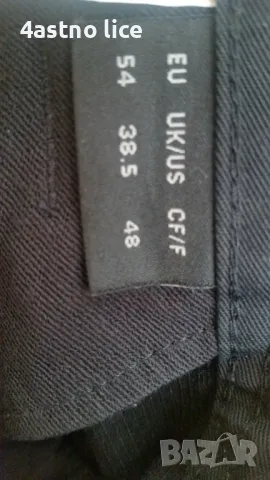 4astno lice
EU UK/US CF/F
54 38.5 48
BAZAR